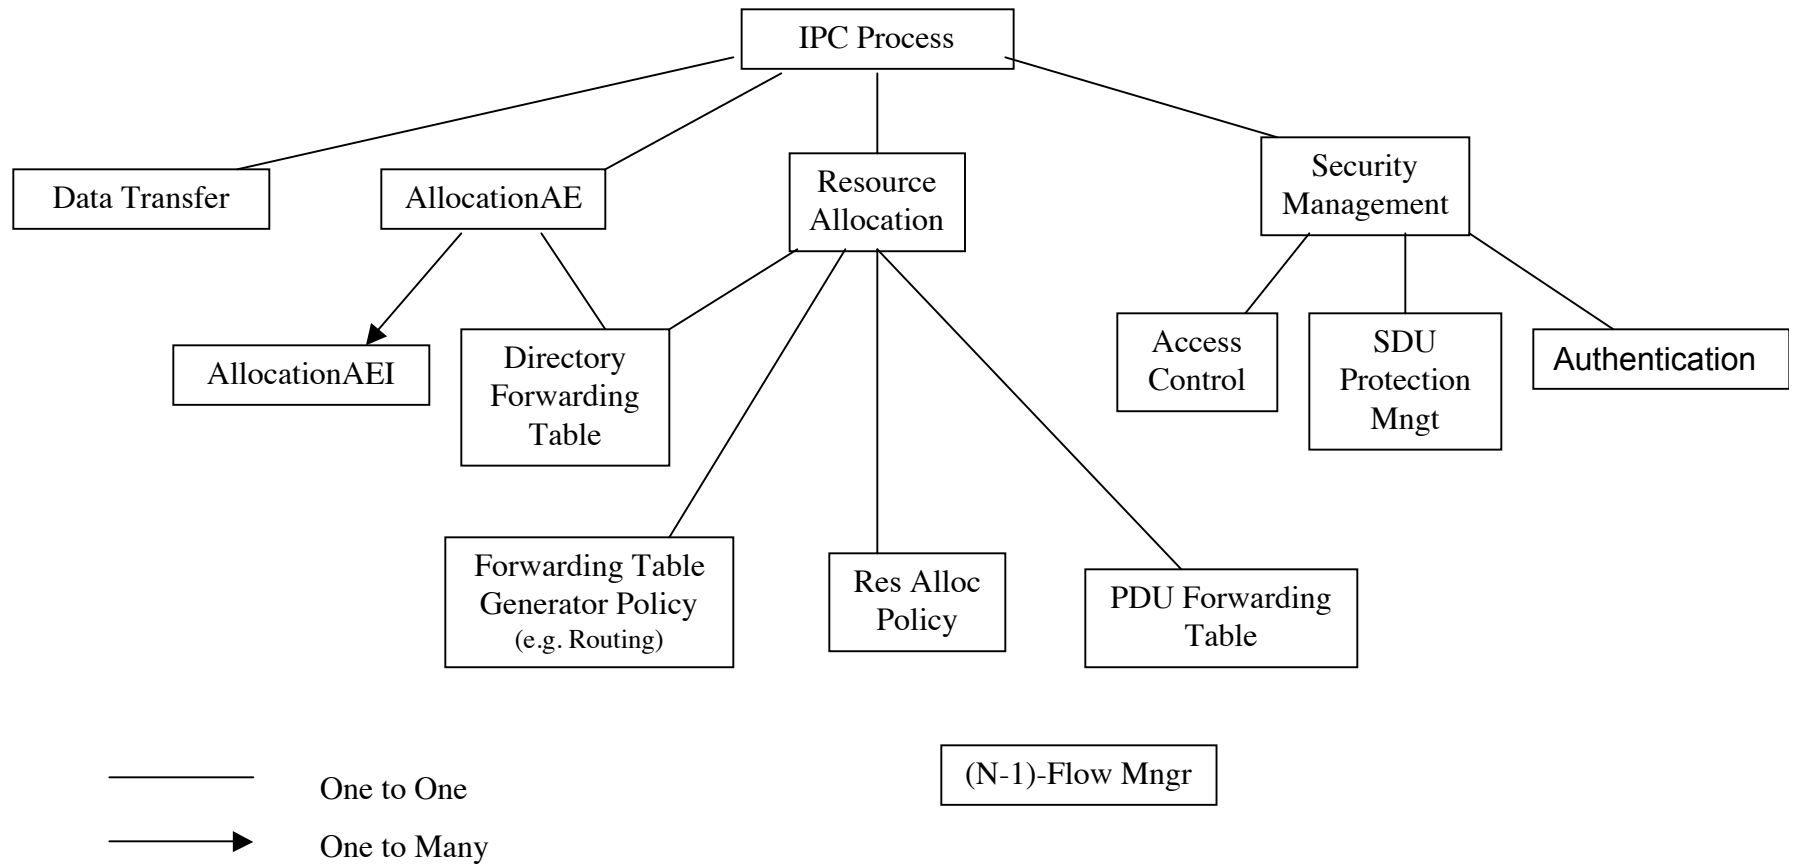 IPC Process
Data Transfer
AllocationAE
Resource
Allocation
Security
Management
AllocationAEI
Directory
Forwarding
Table
Access
Control
SDU
Protection
Mngt
Authentication
Forwarding Table
Generator Policy
(e.g. Routing)
Res Alloc
Policy
PDU Forwarding
Table
(N-1)-Flow Mngr
One to One
One to Many